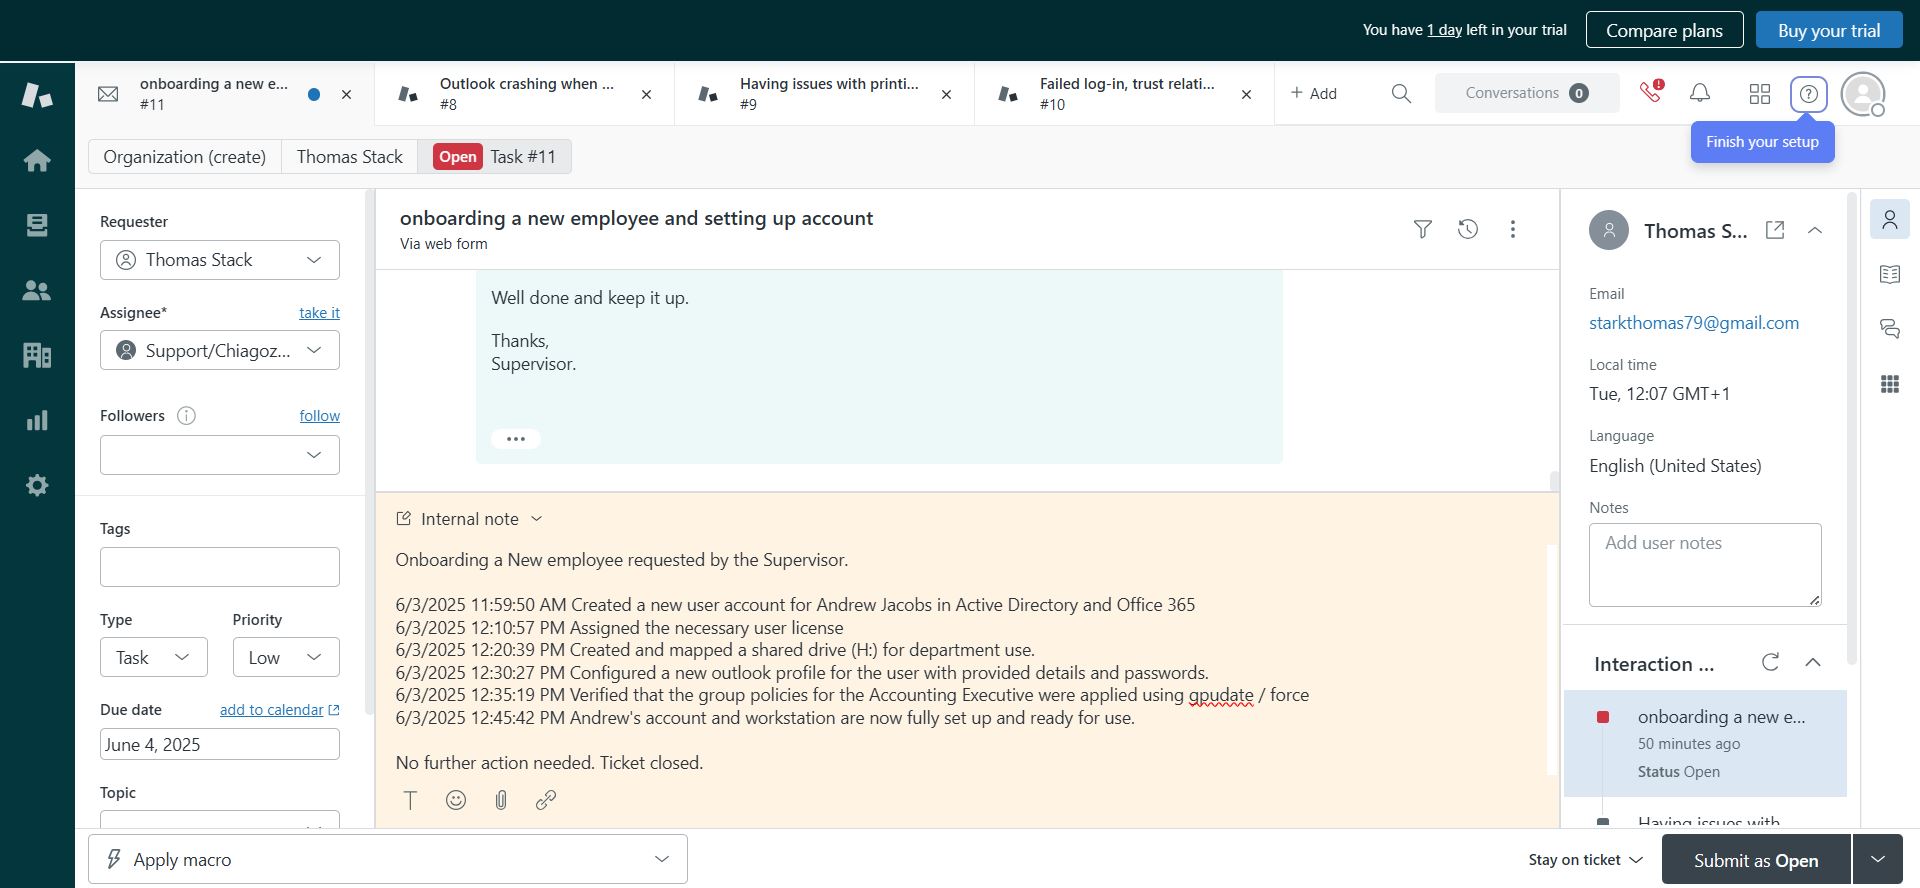 You have 1 day left in your trial
Compare plans
Buy your trial
onboarding a new e...
#11
Outlook crashing when ...
#8
Having issues with printi...
#9
Failed log-in, trust relati...
#10
+ Add
Conversations 0
Finish your setup
Organization (create)
Thomas Stack
Open Task #11
Requester
Thomas Stack
Assignee*
take it
Support/Chiagoz...
Followers
follow
Tags
Type
Priority
Task
Low
Due date
add to calendar
June 4, 2025
Topic
onboarding a new employee and setting up account
Via web form
Well done and keep it up.
Thanks,
Supervisor.
Internal note
Onboarding a New employee requested by the Supervisor.
6/3/2025 11:59:50 AM Created a new user account for Andrew Jacobs in Active Directory and Office 365
6/3/2025 12:10:57 PM Assigned the necessary user license
6/3/2025 12:20:39 PM Created and mapped a shared drive (H:) for department use.
6/3/2025 12:30:27 PM Configured a new outlook profile for the user with provided details and passwords.
6/3/2025 12:35:19 PM Verified that the group policies for the Accounting Executive were applied using gpudate / force
6/3/2025 12:45:42 PM Andrew's account and workstation are now fully set up and ready for use.
No further action needed. Ticket closed.
Thomas S...
Email
starkthomas79@gmail.com
Local time
Tue, 12:07 GMT+1
Language
English (United States)
Notes
Add user notes
Interaction ...
onboarding a new e...
50 minutes ago
Status Open
Having issues with
Apply macro
Stay on ticket
Submit as Open